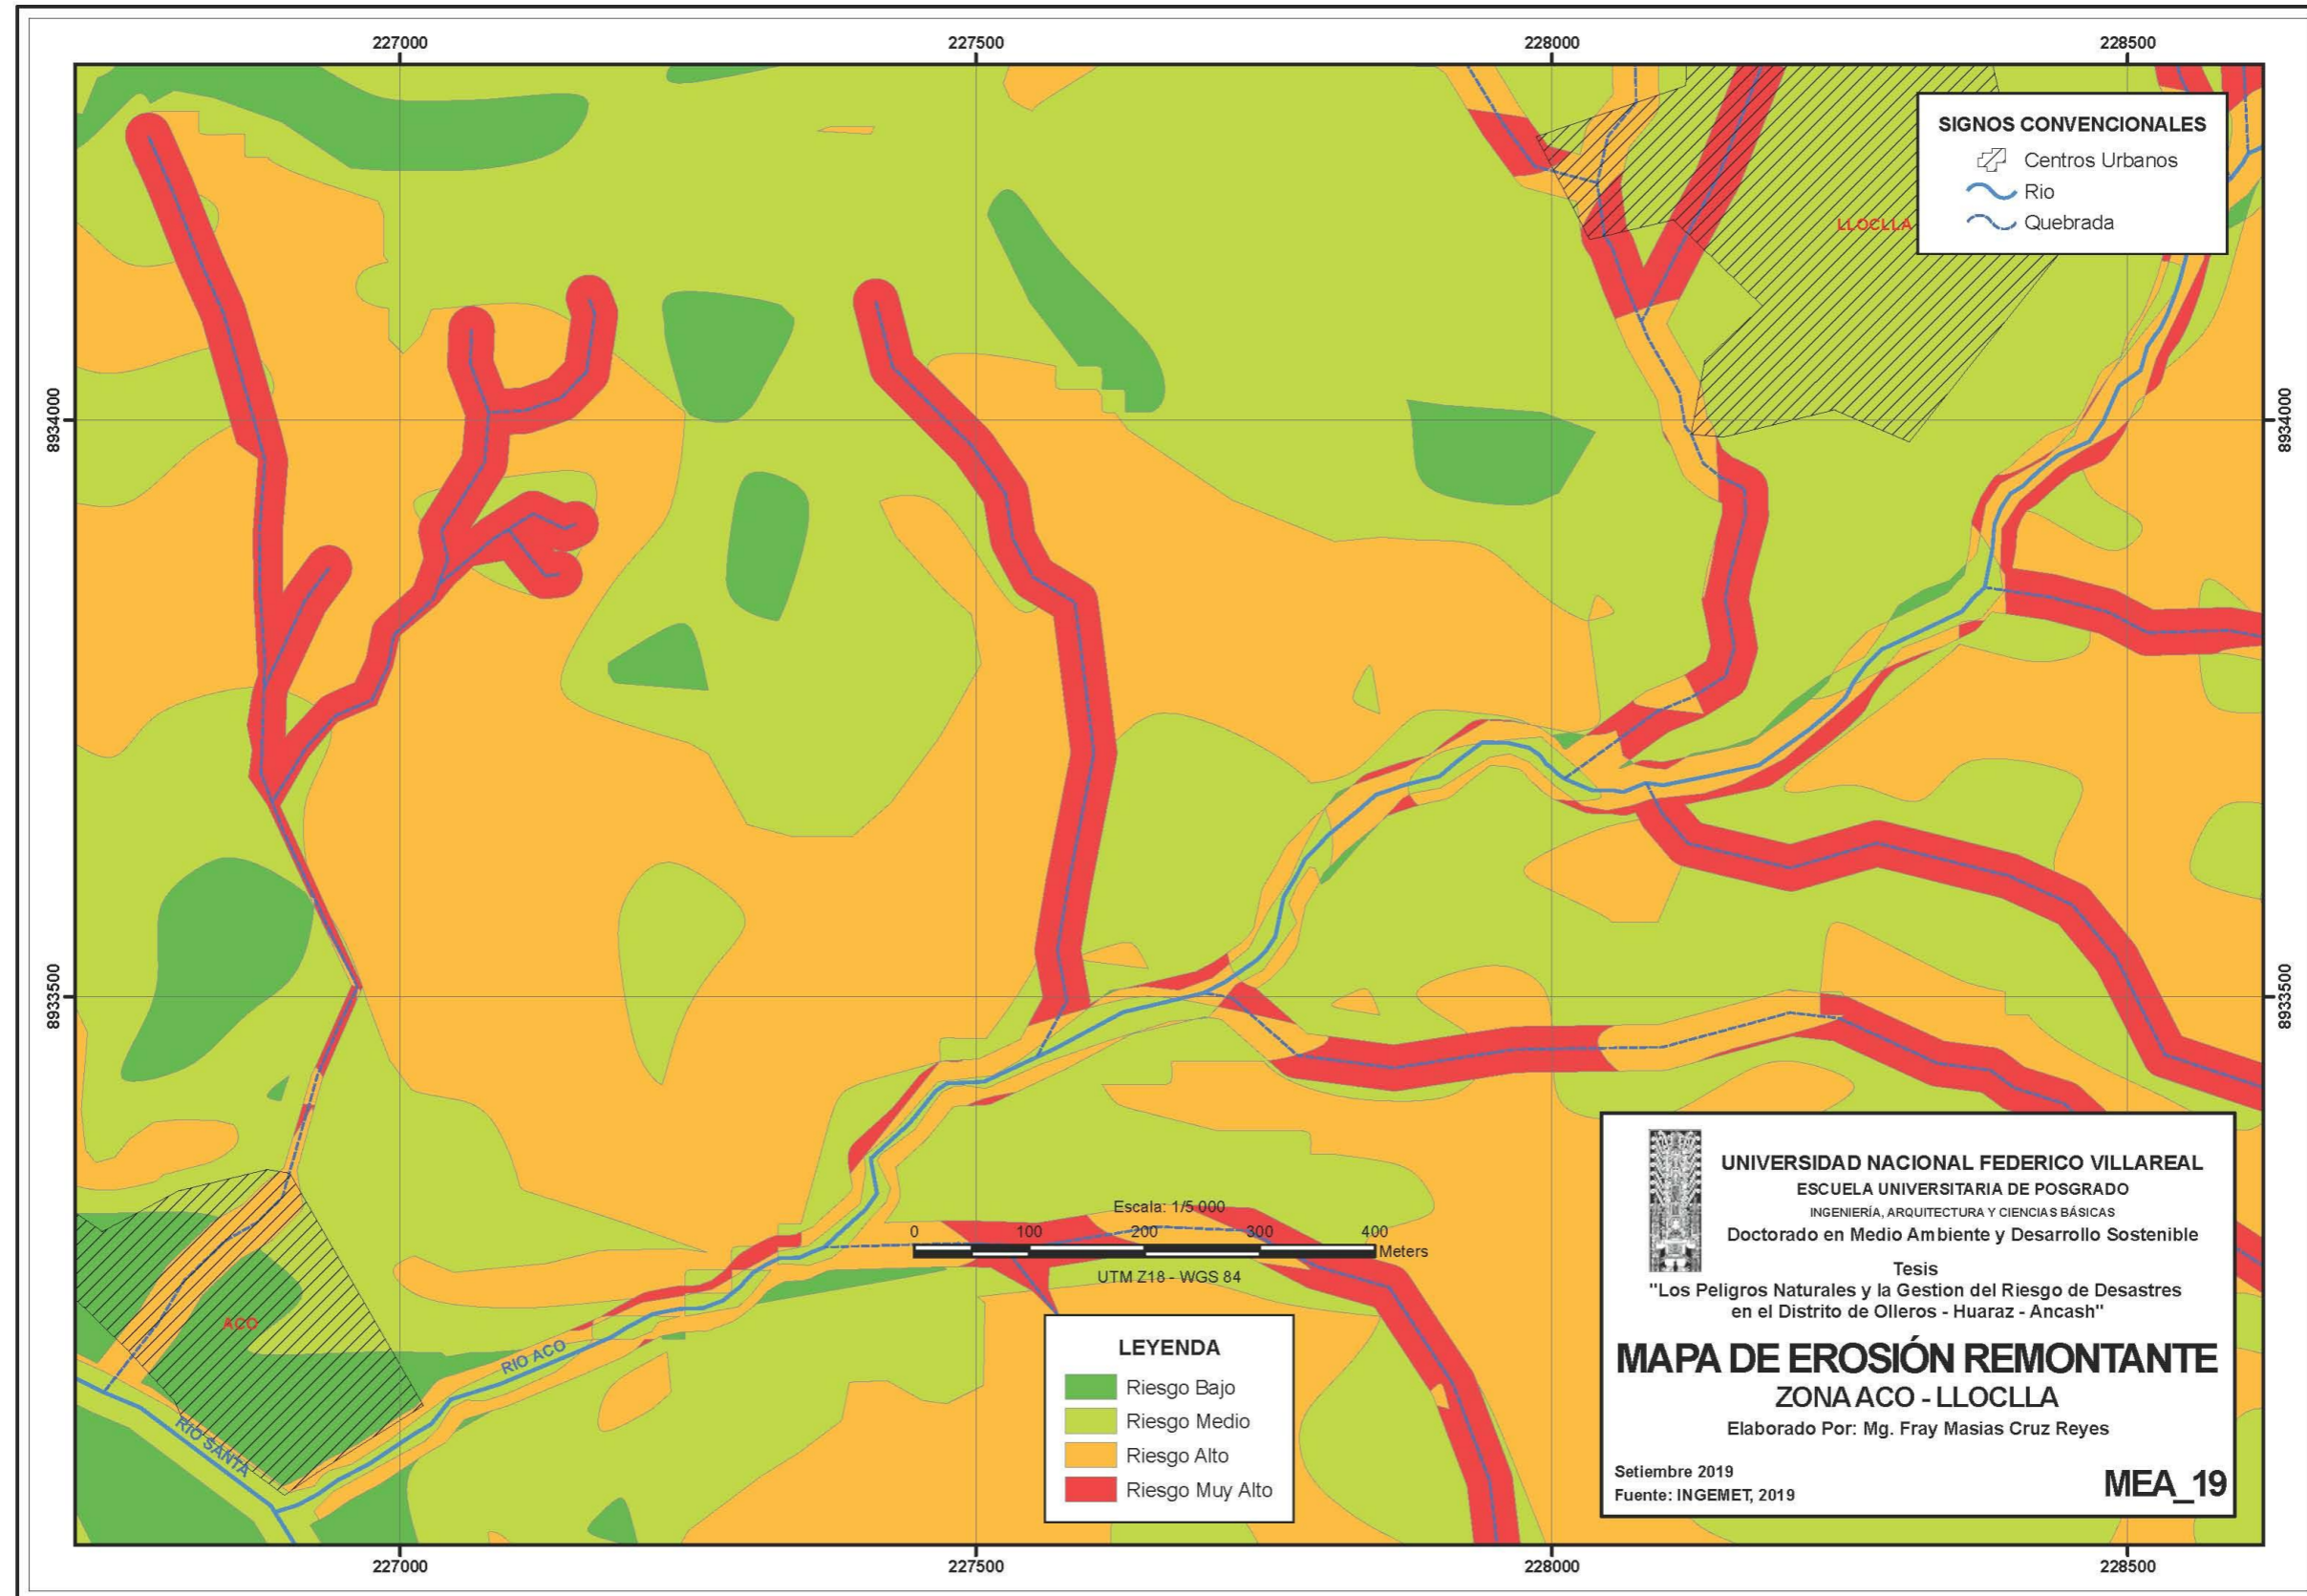 227000
227500
228000
228500
SIGNOS CONVENCIONALES
Centros Urbanos
Rio
Quebrada
LLOCLLA
8934000
8934000
8933500
8933500
ACO
RIO ACO
RIO SANTA
Escala: 1/5 000
0 100 200 300 400
Meters
UTM Z18 - WGS 84
LEYENDA
Riesgo Bajo
Riesgo Medio
Riesgo Alto
Riesgo Muy Alto
UNIVERSIDAD NACIONAL FEDERICO VILLAREAL
ESCUELA UNIVERSITARIA DE POSGRADO
INGENIERÍA, ARQUITECTURA Y CIENCIAS BÁSICAS
Doctorado en Medio Ambiente y Desarrollo Sostenible
Tesis
"Los Peligros Naturales y la Gestion del Riesgo de Desastres
en el Distrito de Olleros - Huaraz - Ancash"
MAPA DE EROSIÓN REMONTANTE
ZONA ACO - LLOCLLA
Elaborado Por: Mg. Fray Masias Cruz Reyes
Setiembre 2019
Fuente: INGEMET, 2019
MEA_19
227000
227500
228000
228500